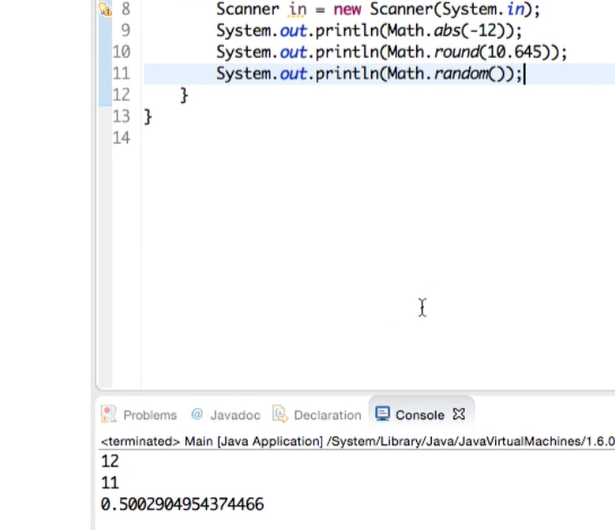 8 Scanner in = new Scanner(System.in);
9 System.out.println(Math.abs(-12));
10 System.out.println(Math.round(10.645));
11 System.out.println(Math.random());
12 }
13 }
14
Problems @ Javadoc Declaration Console
<terminated> Main [Java Application] /System/Library/Java/JavaVirtualMachines/1.6.0
12
11
0.5002904954374466